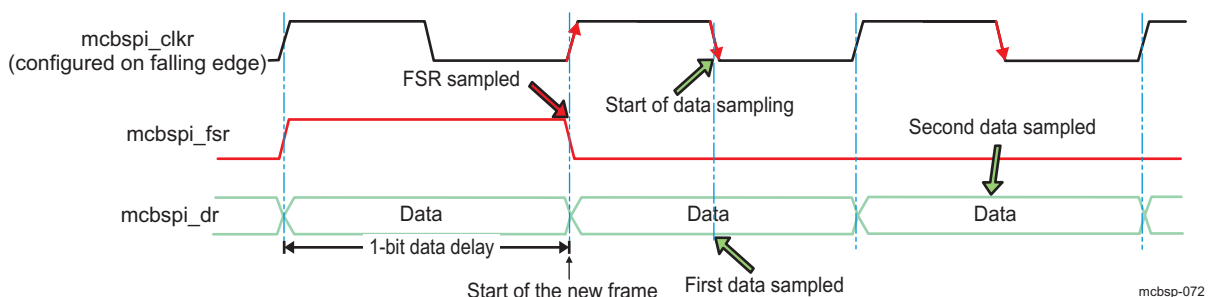 mcbspi_clkr
(configured on falling edge)
FSR sampled
Start of data sampling
mcbspi_fsr
Second data sampled
mcbspi_dr
Data
Data
Data
1-bit data delay
Start of the new frame
First data sampled
mcbsp-072